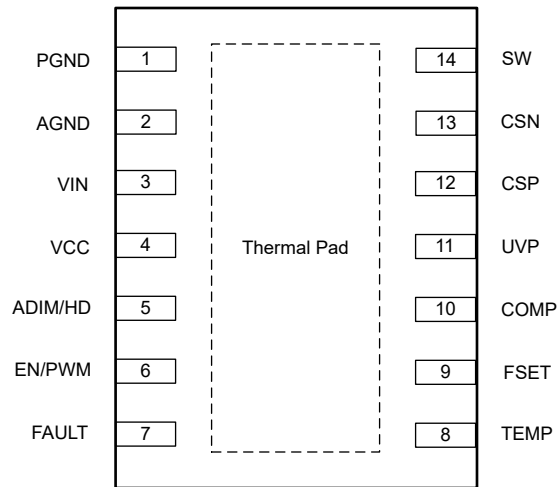 PGND 1 14 SW
AGND 2 13 CSN
VIN 3 12 CSP
VCC 4 Thermal Pad 11 UVP
ADIM/HD 5 10 COMP
EN/PWM 6 9 FSET
FAULT 7 8 TEMP